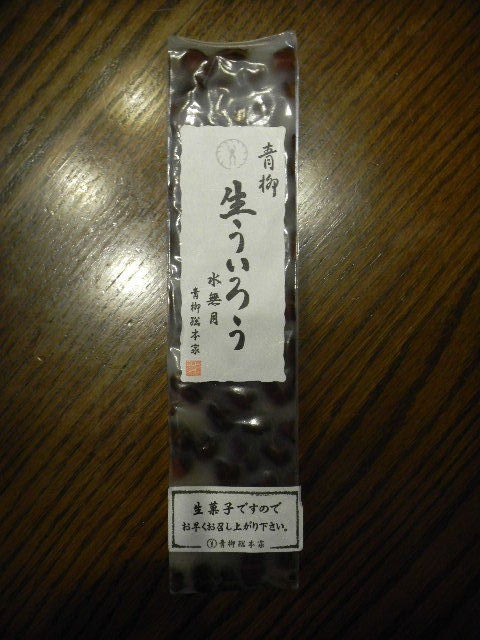 青柳
生ういろう
水無月
青柳総本家
生菓子ですので
お早くお召し上がり下さい。
青柳総本家